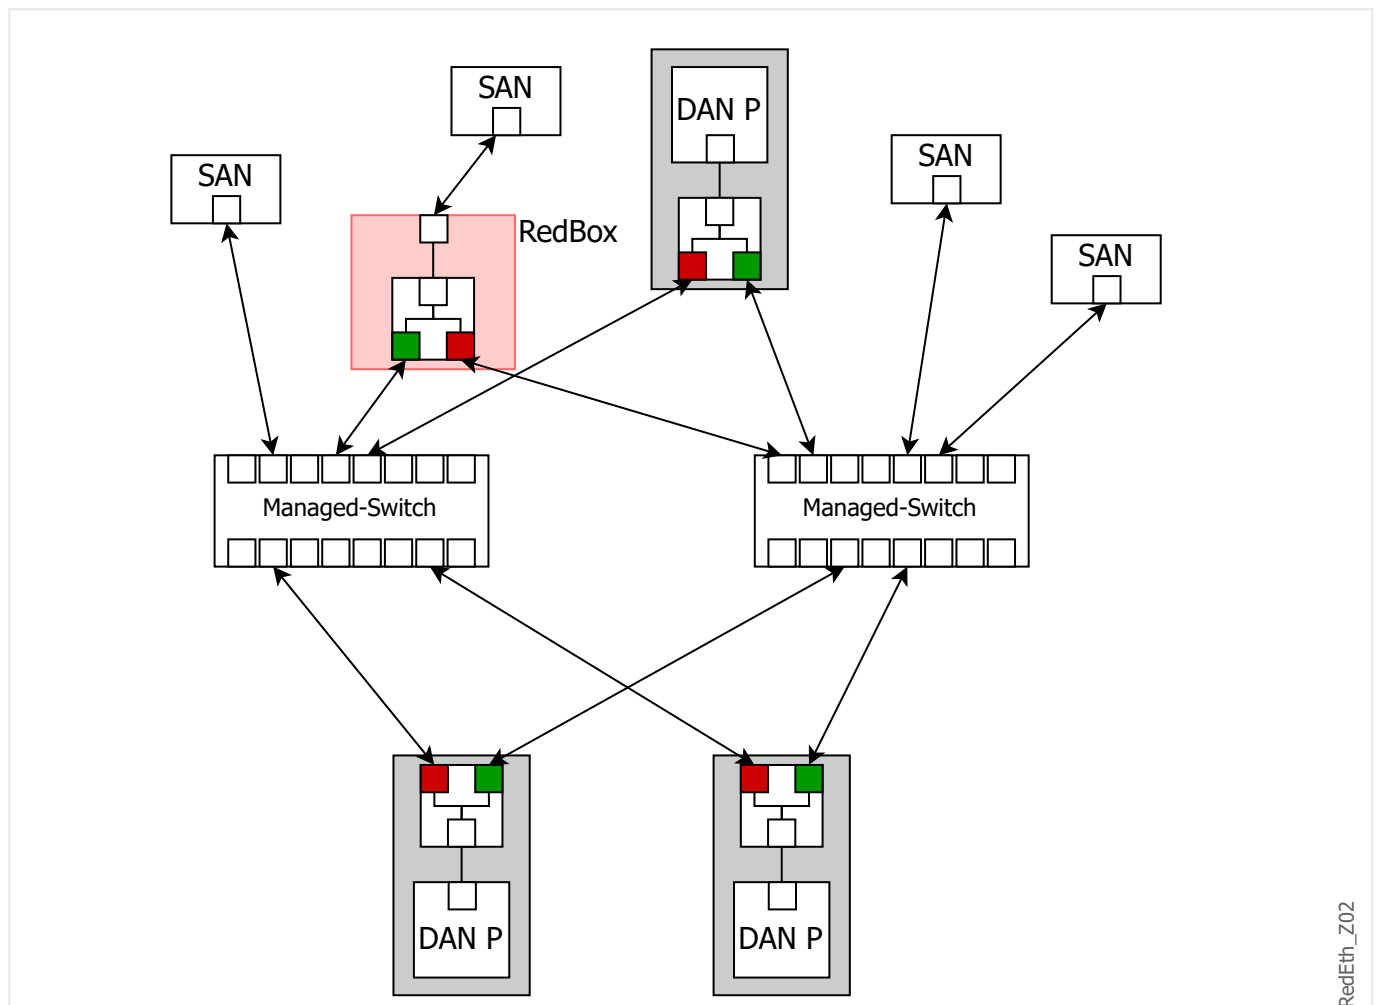 SAN
DAN P
SAN
SAN
SAN
RedBox
Managed-Switch
Managed-Switch
DAN P
DAN P
RedEth_Z02